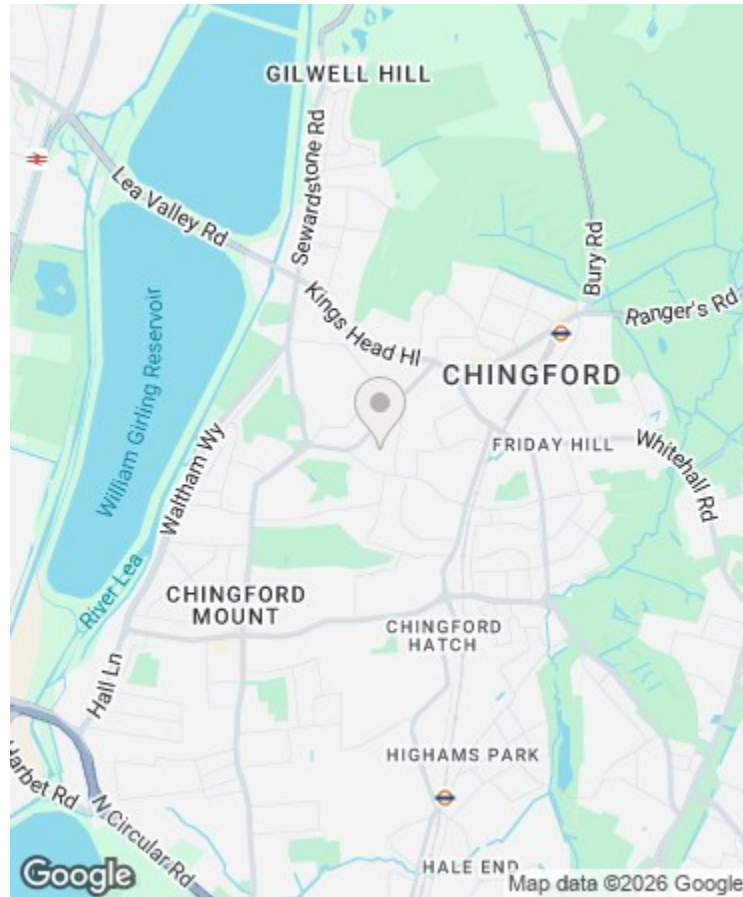 GILWELL HILL
Sewardstone Rd
Lea Valley Rd
Bury Rd
Ranger's Rd
Kings Head Hl
William Girling Reservoir
CHINGFORD
FRIDAY HILL
Whitehall Rd
Waltham Wy
River Lea
CHINGFORD
MOUNT
CHINGFORD
HATCH
Hall Ln
HIGHAMS PARK
Harbet Rd
N Circular Rd
HALE END
Google
Map data ©2026 Google